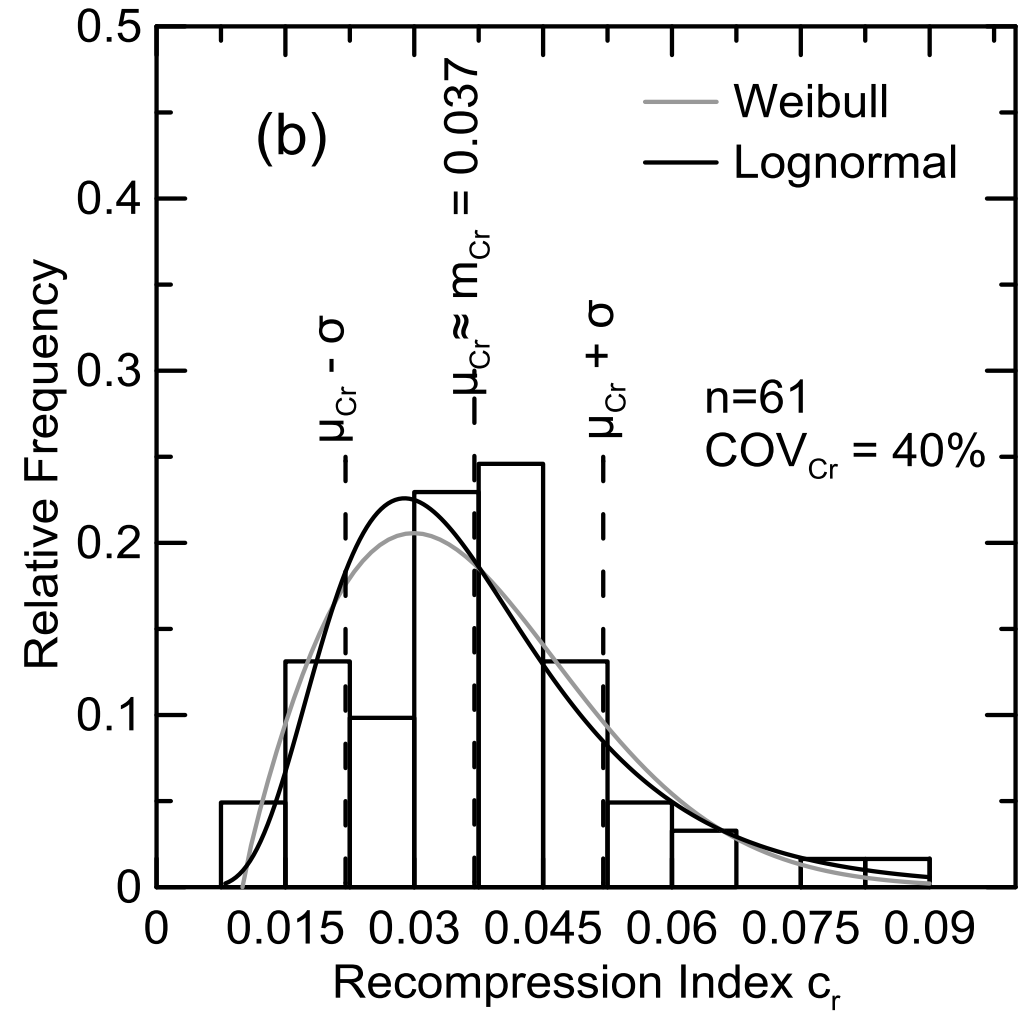 (b)
Weibull
Lognormal
μCr - σ
μCr ≈ mCr = 0.037
μCr + σ
n=61
COVCr = 40%
Relative Frequency
0.5
0.4
0.3
0.2
0.1
0
0 0.015 0.03 0.045 0.06 0.075 0.09
Recompression Index cr